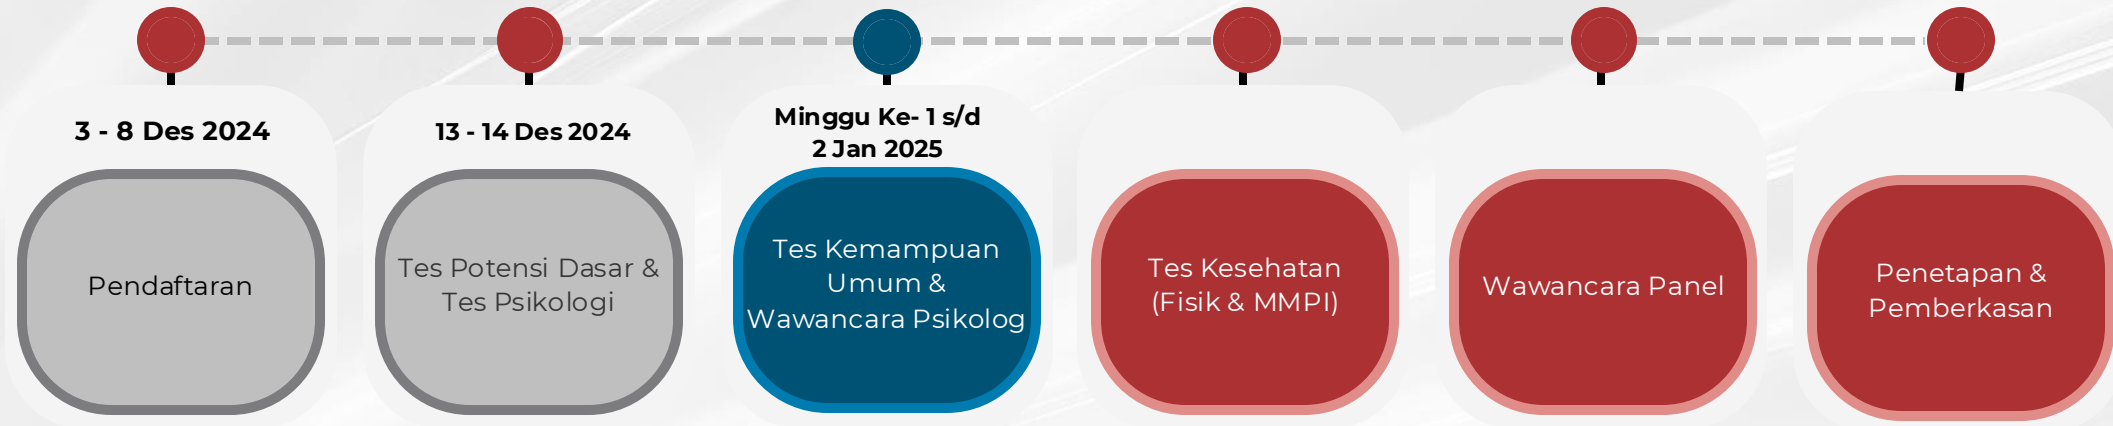 3 - 8 Des 2024
Pendaftaran
13 - 14 Des 2024
Tes Potensi Dasar &
Tes Psikologi
Minggu Ke- 1 s/d
2 Jan 2025
Tes Kemampuan
Umum &
Wawancara Psikolog
Tes Kesehatan
(Fisik & MMPI)
Wawancara Panel
Penetapan &
Pemberkasan